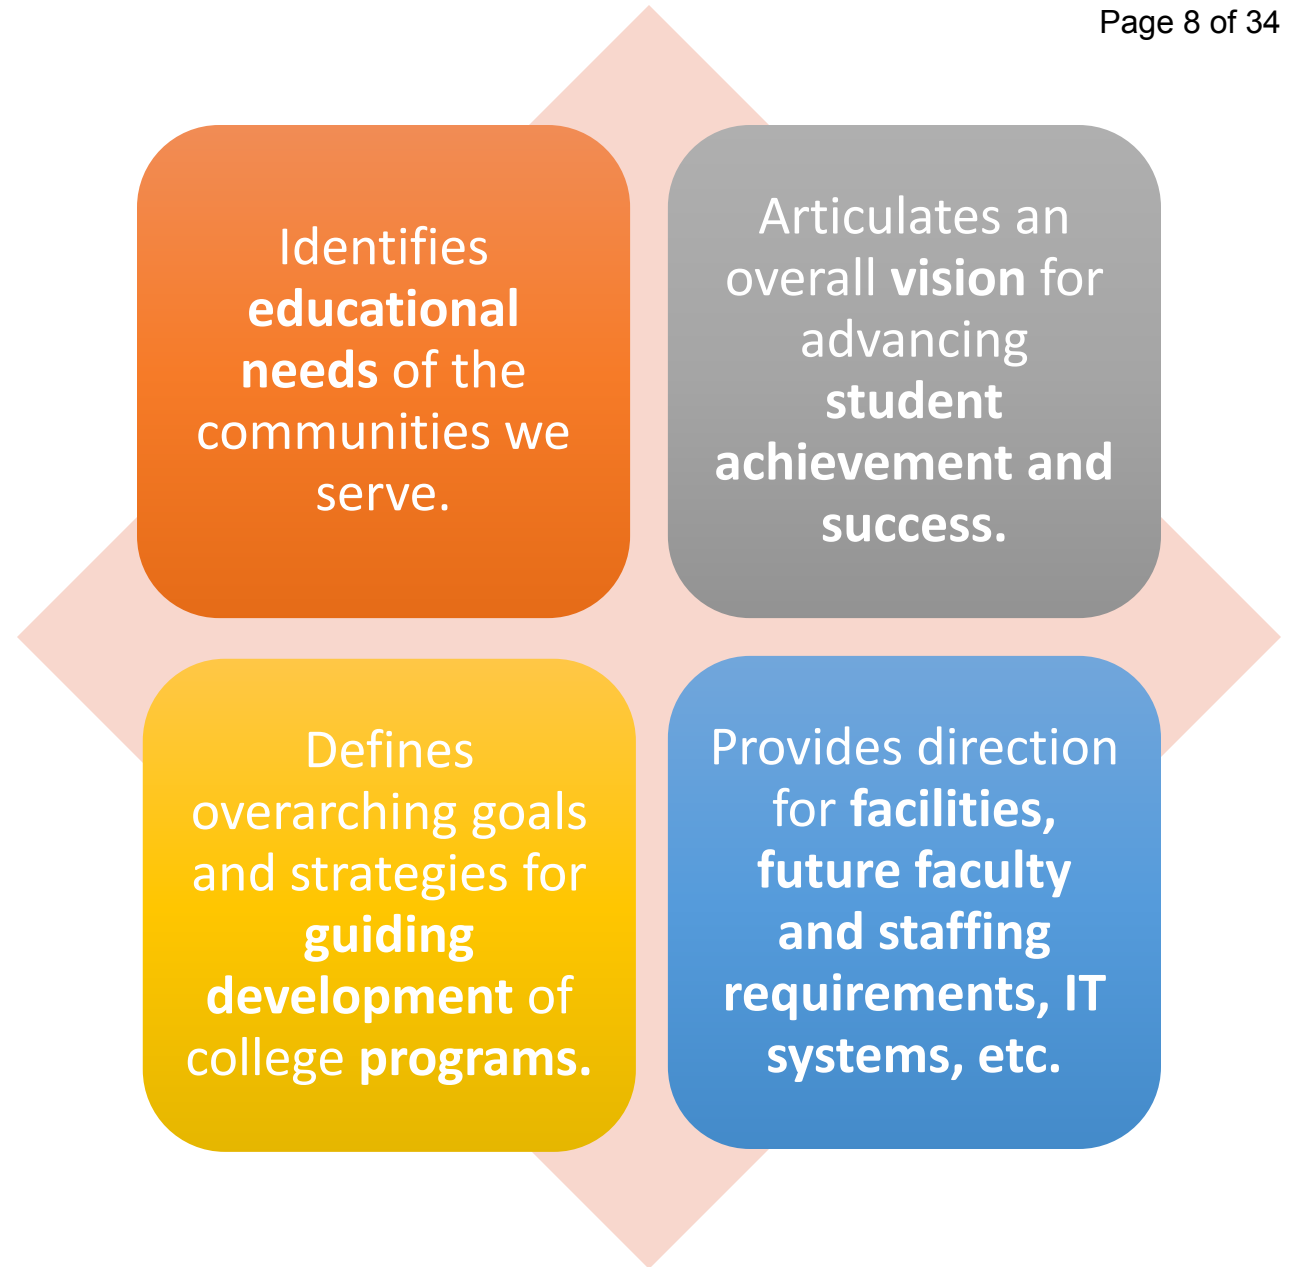 Page 8 of 34
Identifies
educational
needs of the
communities we
serve.
Articulates an
overall vision for
advancing
student
achievement and
success.
Defines
overarching goals
and strategies for
guiding
development of
college programs.
Provides direction
for facilities,
future faculty
and staffing
requirements, IT
systems, etc.